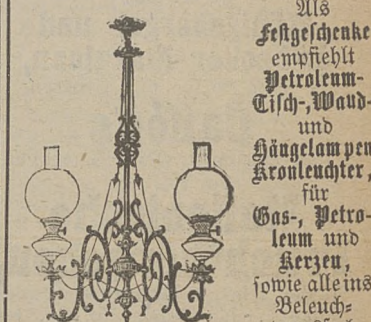 Als
Festgeschenke
empfiehlt
Petroleum-
Tisch-, Wand-
und
Hängelampen
Kronleuchter,
für
Gas-, Petro-
leum und
Kerzen,
sowie alle ins
Beleuch-